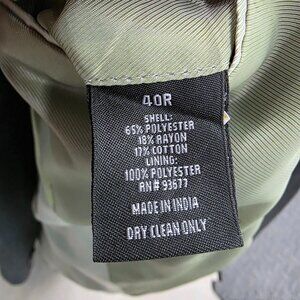 40R
SHELL:
65% POLYESTER
18% RAYON
17% COTTON
LINING:
100% POLYESTER
RN# 93677
MADE IN INDIA
DRY CLEAN ONLY